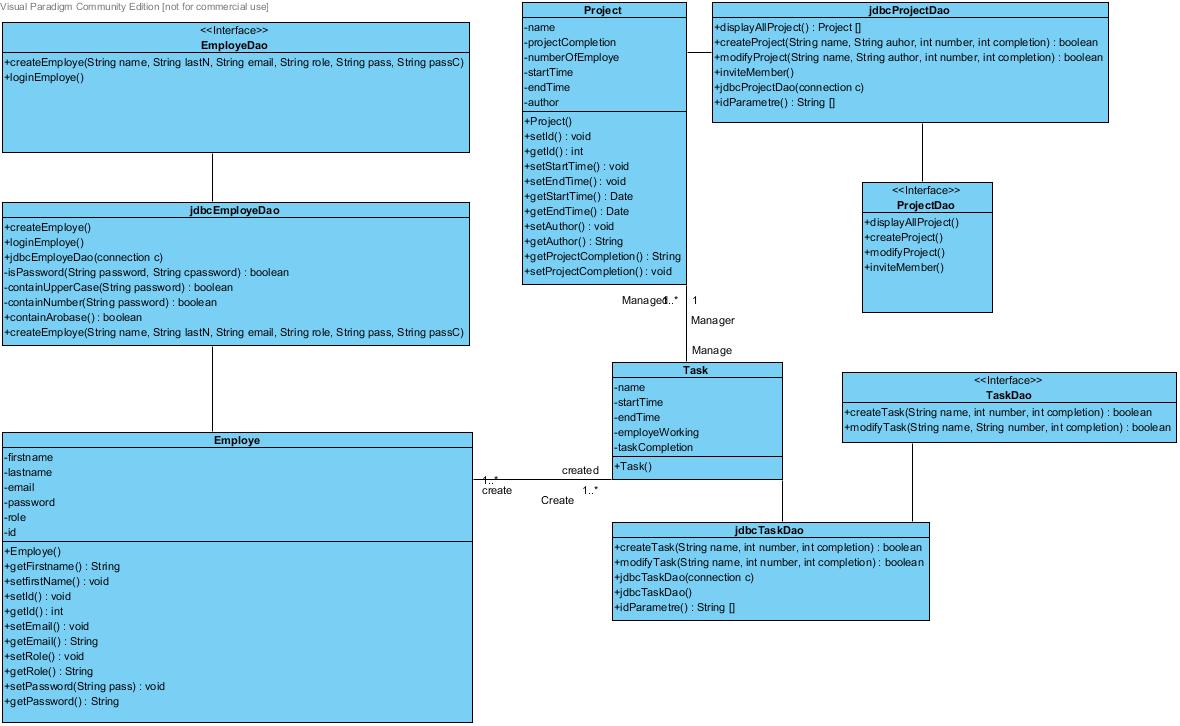 Visual Paradigm Community Edition [not for commercial use]
<<Interface>>
EmployeDao
+createEmploye(String name, String lastN, String email, String role, String pass, String passC)
+loginEmploye()
jdbcEmployeDao
+createEmploye()
+loginEmploye()
+jdbcEmployeDao(connection c)
-isPassword(String password, String cpassword) : boolean
-containUpperCase(String password) : boolean
-containNumber(String password) : boolean
+containArobase() : boolean
+createEmploye(String name, String lastN, String email, String role, String pass, String passC)
Employe
-firstname
-lastname
-email
-password
-role
-id
+Employe()
+getFirstname() : String
+setfirstName() : void
+setId() : void
+getId() : int
+setEmail() : void
+getEmail() : String
+setRole() : void
+getRole() : String
+setPassword(String pass) : void
+getPassword() : String
Project
-name
-projectCompletion
-numberOfEmploye
-startTime
-endTime
-author
+Project()
+setId() : void
+getId() : int
+setStartTime() : void
+setEndTime() : void
+getStartTime() : Date
+getEndTime() : Date
+setAuthor() : void
+getAuthor() : String
+getProjectCompletion() : String
+setProjectCompletion() : void
jdbcProjectDao
+displayAllProject() : Project []
+createProject(String name, String auhor, int number, int completion) : boolean
+modifyProject(String name, String author, int number, int completion) : boolean
+inviteMember()
+jdbcProjectDao(connection c)
+idParametre() : String []
<<Interface>>
ProjectDao
+displayAllProject()
+createProject()
+modifyProject()
+inviteMember()
Managed
1..*
1
Manager
Manage
Task
-name
-startTime
-endTime
-employeWorking
-taskCompletion
+Task()
created
1..*
create
1..*
Create
<<Interface>>
TaskDao
+createTask(String name, int number, int completion) : boolean
+modifyTask(String name, String number, int completion) : boolean
jdbcTaskDao
+createTask(String name, int number, int completion) : boolean
+modifyTask(String name, int number, int completion) : boolean
+jdbcTaskDao(connection c)
+jdbcTaskDao()
+idParametre() : String []